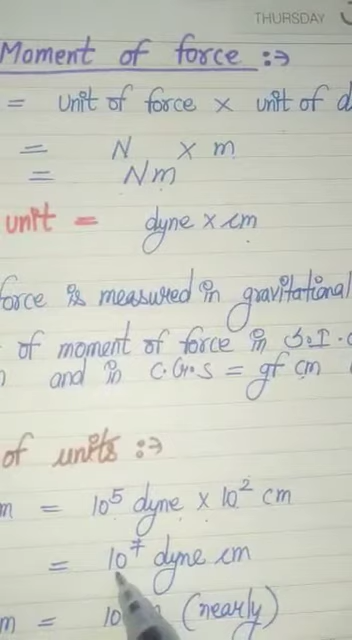 THURSDAY
Moment of force :→
= unit of force × unit of d
= N × m
= Nm
unit = dyne × cm
force is measured in gravitational
of moment of force in S.I.
and in C.G.S = gf cm
of units :→
m = 10⁵ dyne × 10² cm
= 10⁷ dyne cm
m = 10 (nearly)